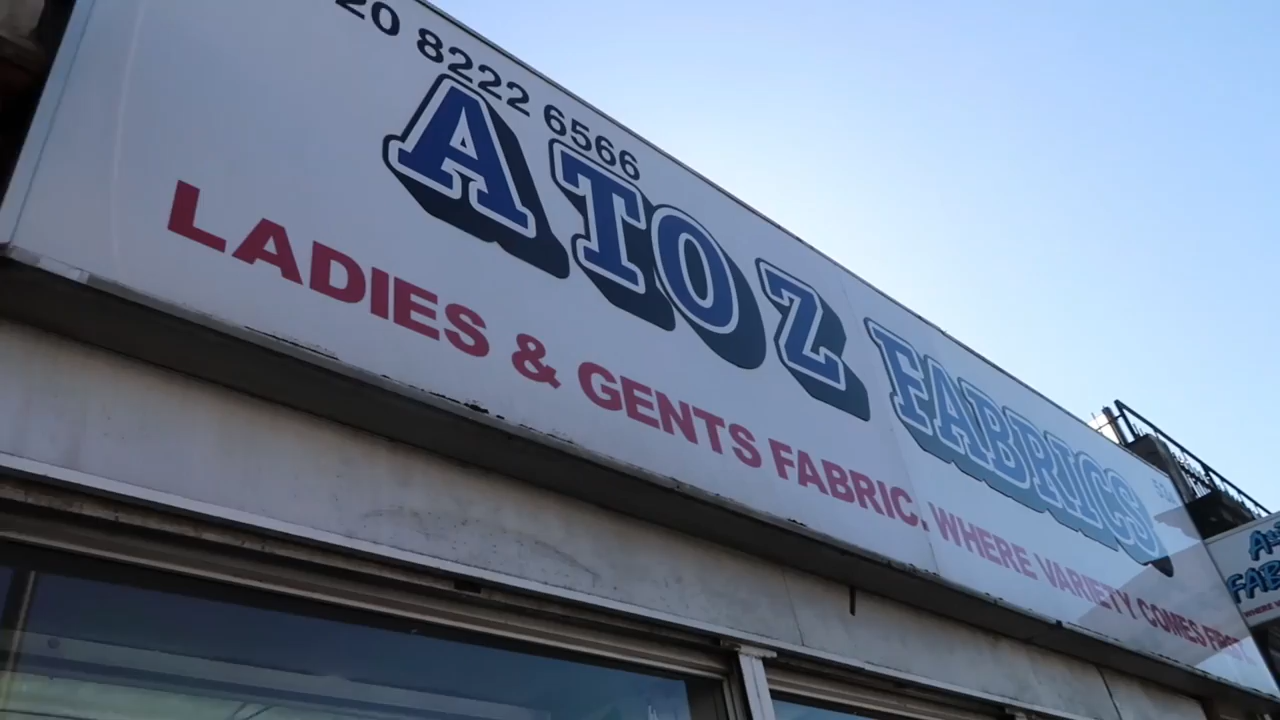 20 8222 6566
A TO Z FABRICS
LADIES & GENTS FABRIC. WHERE VARIETY COMES FIRST